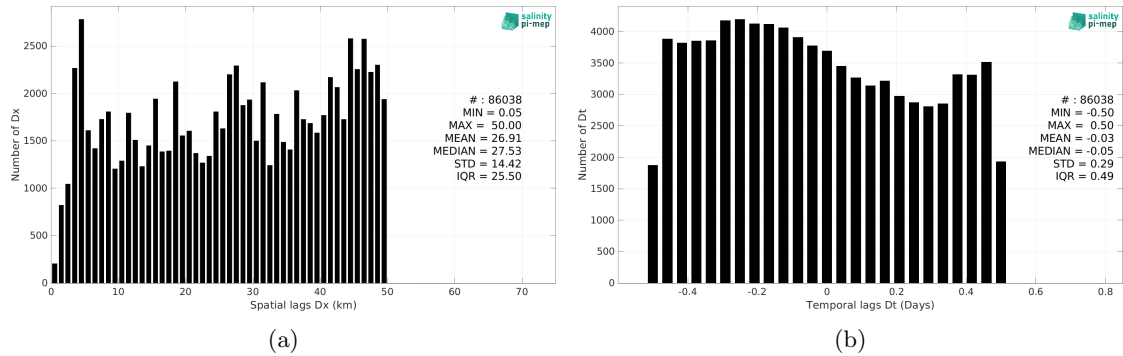 salinity
pi-mep
Number of Dx
2500
2000
1500
1000
500
0
# : 86038
MIN = 0.05
MAX = 50.00
MEAN = 26.91
MEDIAN = 27.53
STD = 14.42
IQR = 25.50
0 10 20 30 40 50 60 70
Spatial lags Dx (km)
(a)
salinity
pi-mep
Number of Dt
4000
3500
3000
2500
2000
1500
1000
500
0
# : 86038
MIN = -0.50
MAX = 0.50
MEAN = -0.03
MEDIAN = -0.05
STD = 0.29
IQR = 0.49
-0.4 -0.2 0 0.2 0.4 0.6 0.8
Temporal lags Dt (Days)
(b)